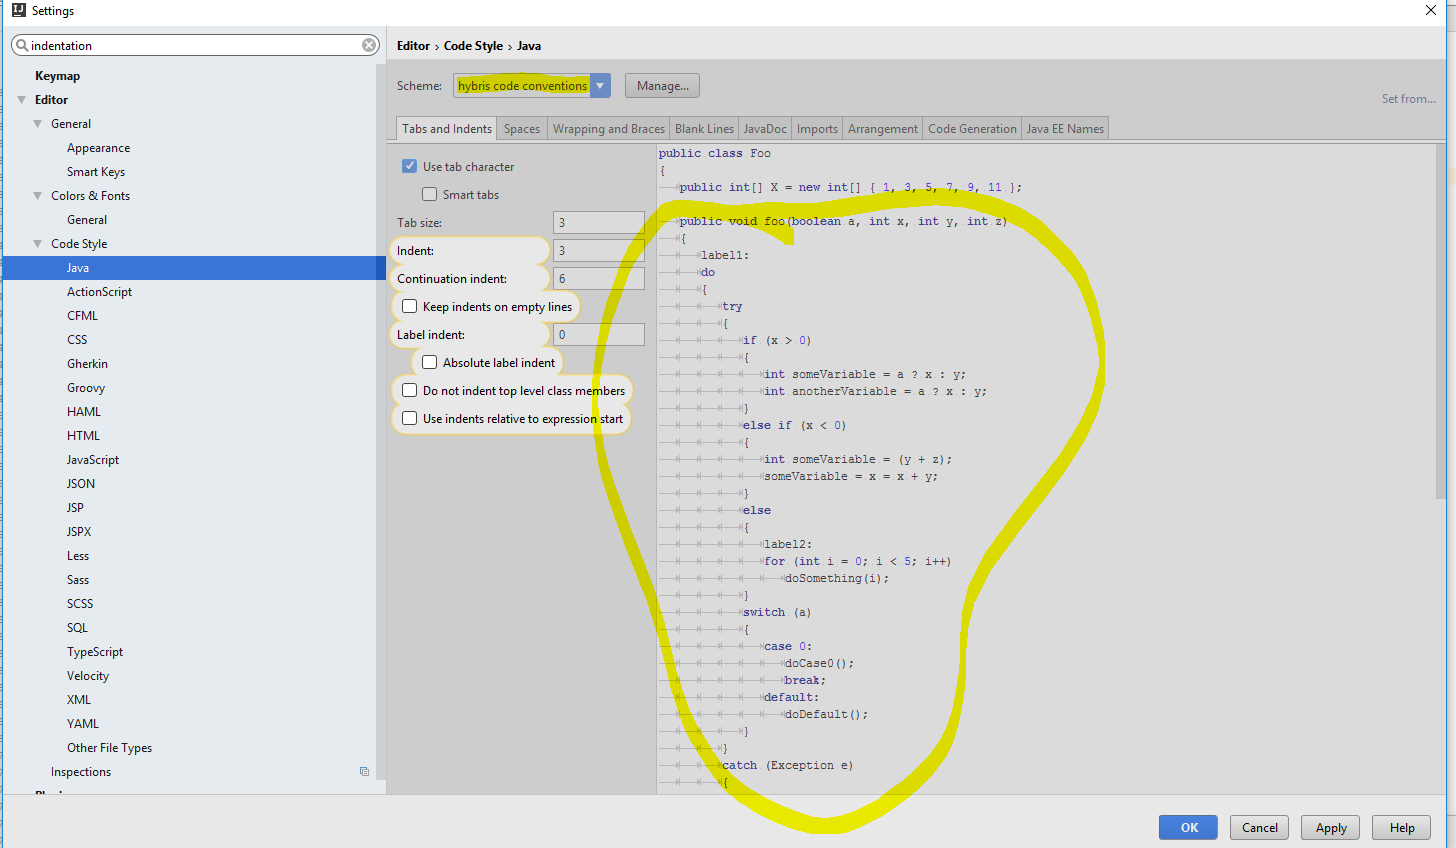 Settings
indentation
Keymap
Editor
General
Appearance
Smart Keys
Colors & Fonts
General
Code Style
Java
ActionScript
CFML
CSS
Gherkin
Groovy
HAML
HTML
JavaScript
JSON
JSP
JSPX
Less
Sass
SCSS
SQL
TypeScript
Velocity
XML
YAML
Other File Types
Inspections
Editor › Code Style › Java
Scheme: hybris code conventions Manage...
Set from...
Tabs and Indents Spaces Wrapping and Braces Blank Lines JavaDoc Imports Arrangement Code Generation Java EE Names
Use tab character
Smart tabs
Tab size: 3
Indent: 3
Continuation indent: 6
Keep indents on empty lines
Label indent: 0
Absolute label indent
Do not indent top level class members
Use indents relative to expression start
public class Foo
{
public int[] X = new int[] { 1, 3, 5, 7, 9, 11 };
public void foo(boolean a, int x, int y, int z)
{
label1:
do
{
try
{
if (x > 0)
{
int someVariable = a ? x : y;
int anotherVariable = a ? x : y;
}
else if (x < 0)
{
int someVariable = (y + z);
someVariable = x = x + y;
}
else
{
label2:
for (int i = 0; i < 5; i++)
doSomething(i);
}
switch (a)
{
case 0:
doCase0();
break;
default:
doDefault();
}
}
catch (Exception e)
{
OK Cancel Apply Help